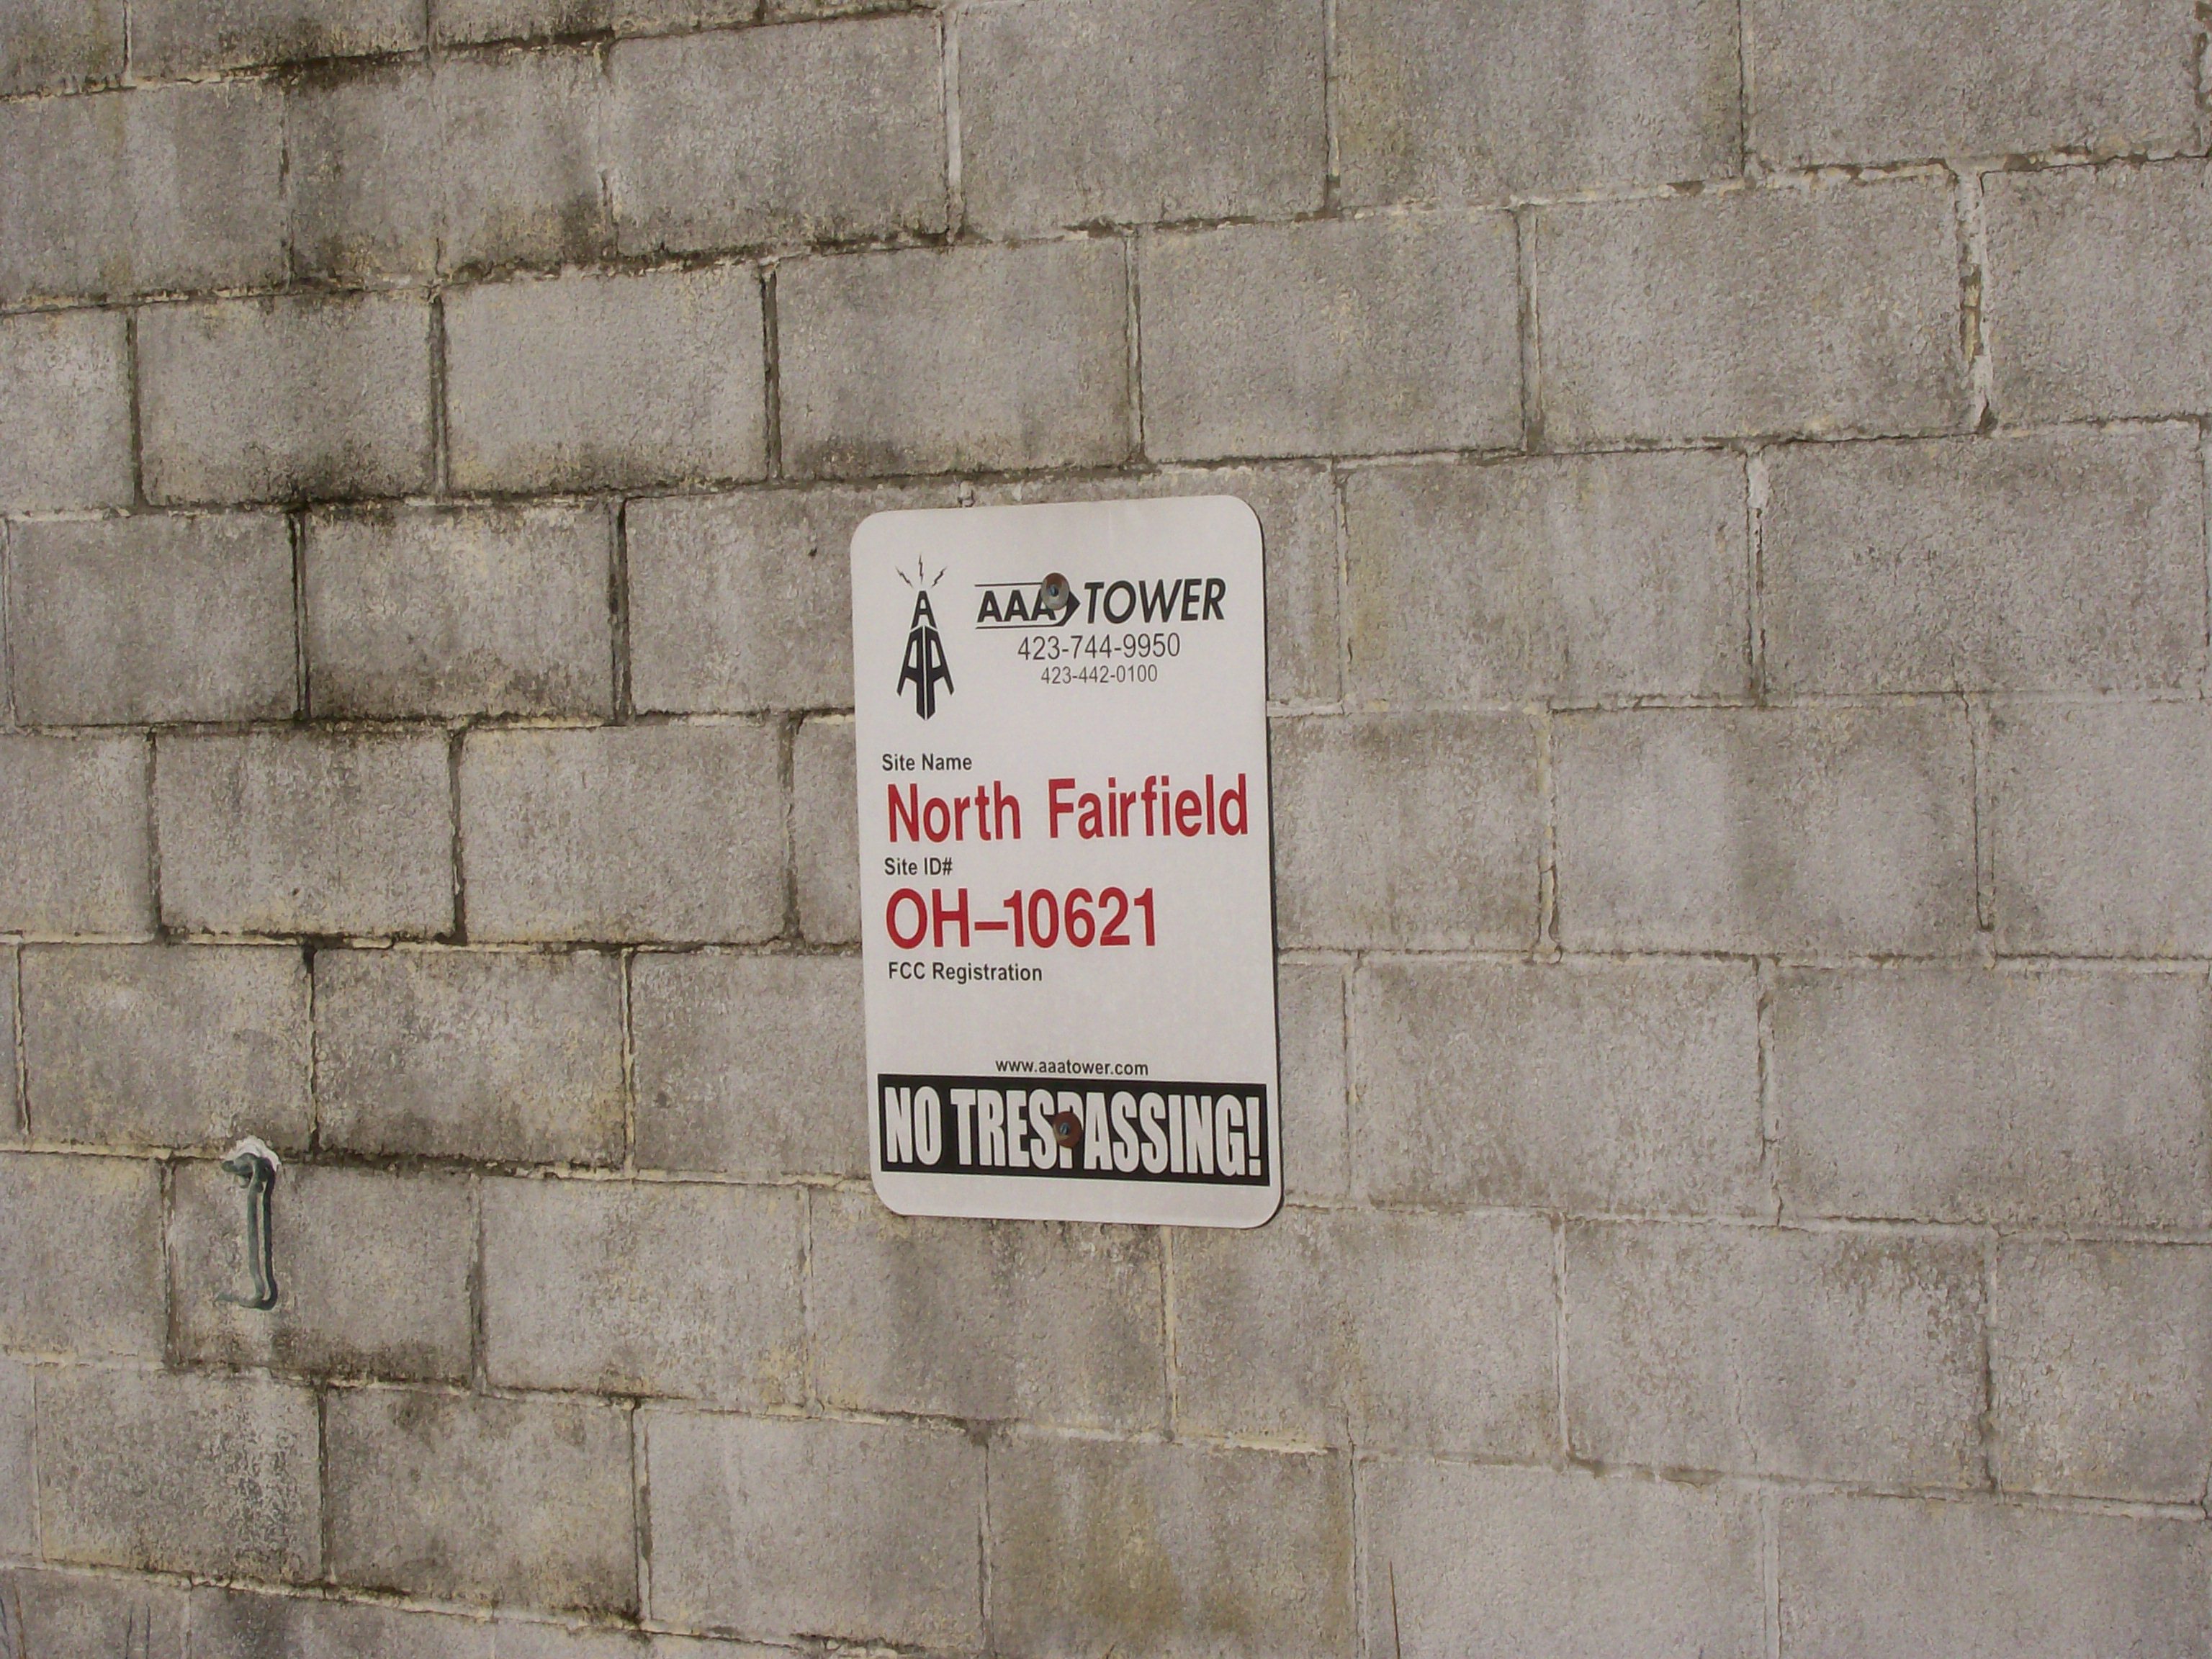 A
AA
AAA TOWER
423-744-9950
423-442-0100
Site Name
North Fairfield
Site ID#
OH-10621
FCC Registration
www.aaatower.com
NO TRESPASSING!